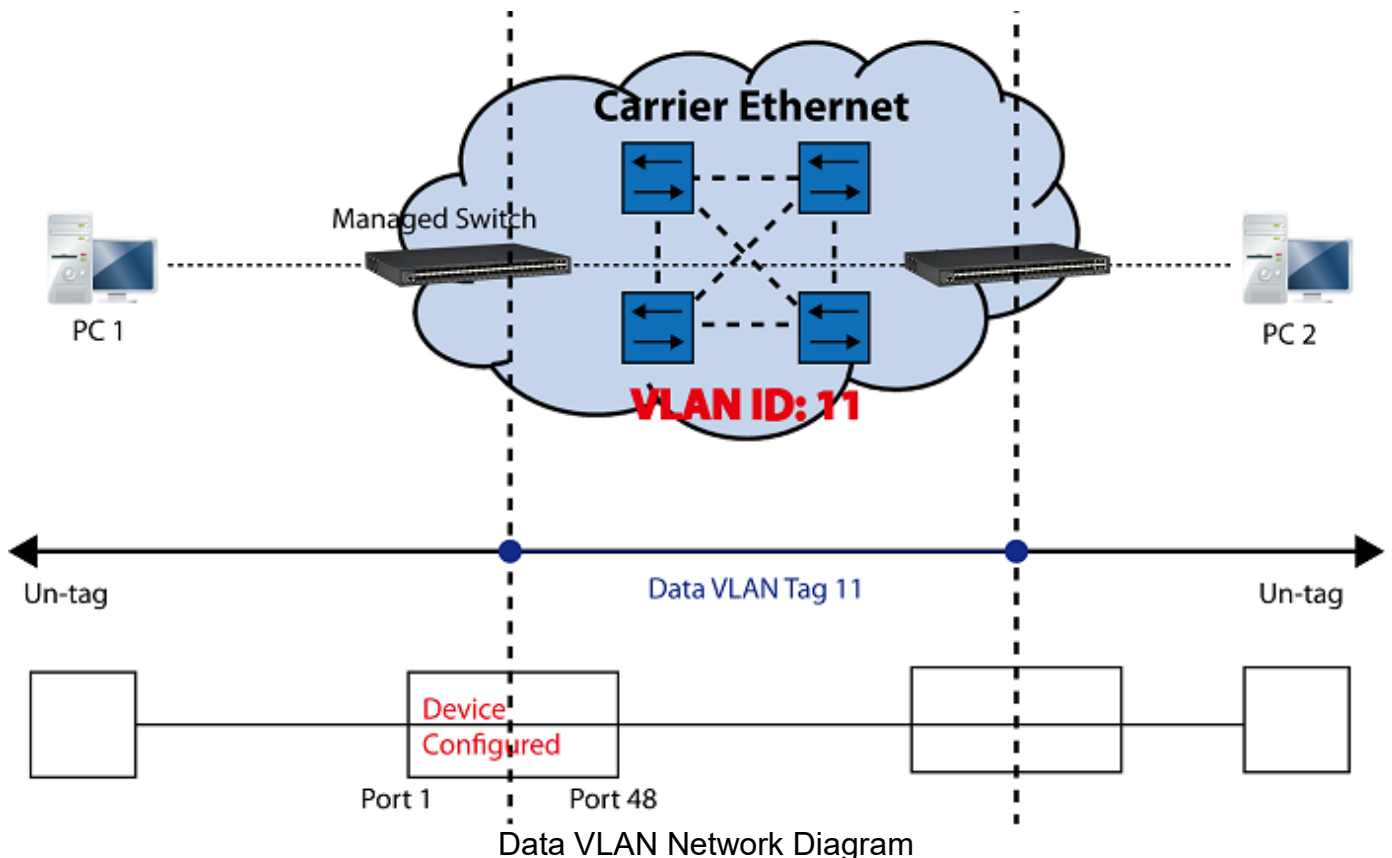 Carrier Ethernet
Managed Switch
PC 1
PC 2
VLAN ID: 11
Un-tag
Data VLAN Tag 11
Un-tag
Device
Configured
Port 1
Port 48
Data VLAN Network Diagram